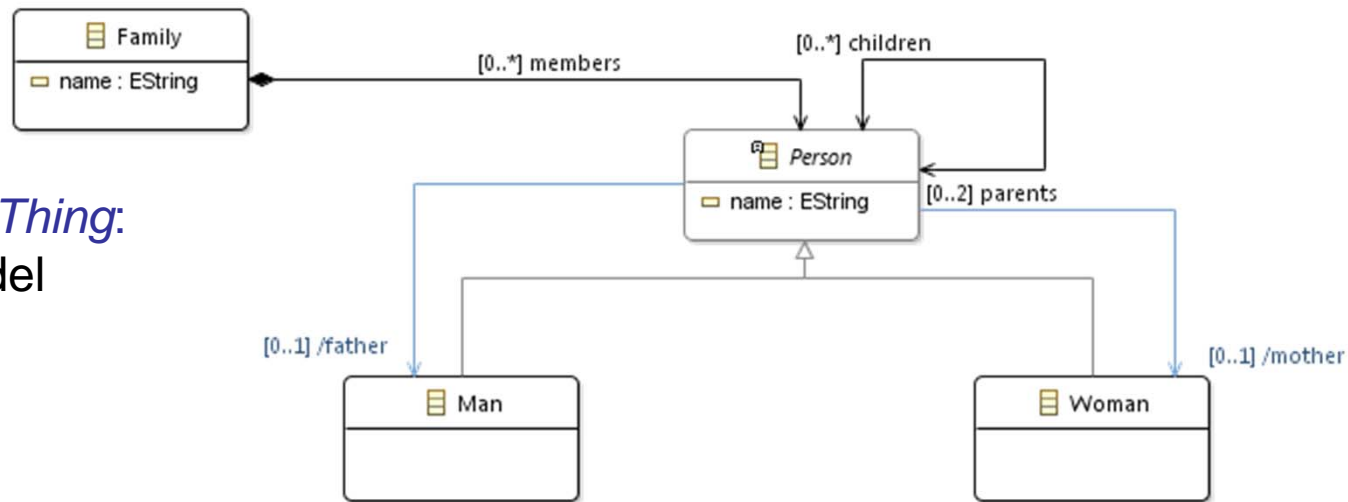 Family
name : EString
[0..*] members
[0..*] children
Person
name : EString
[0..2] parents
Thing:
del
[0..1] /father
[0..1] /mother
Man
Woman